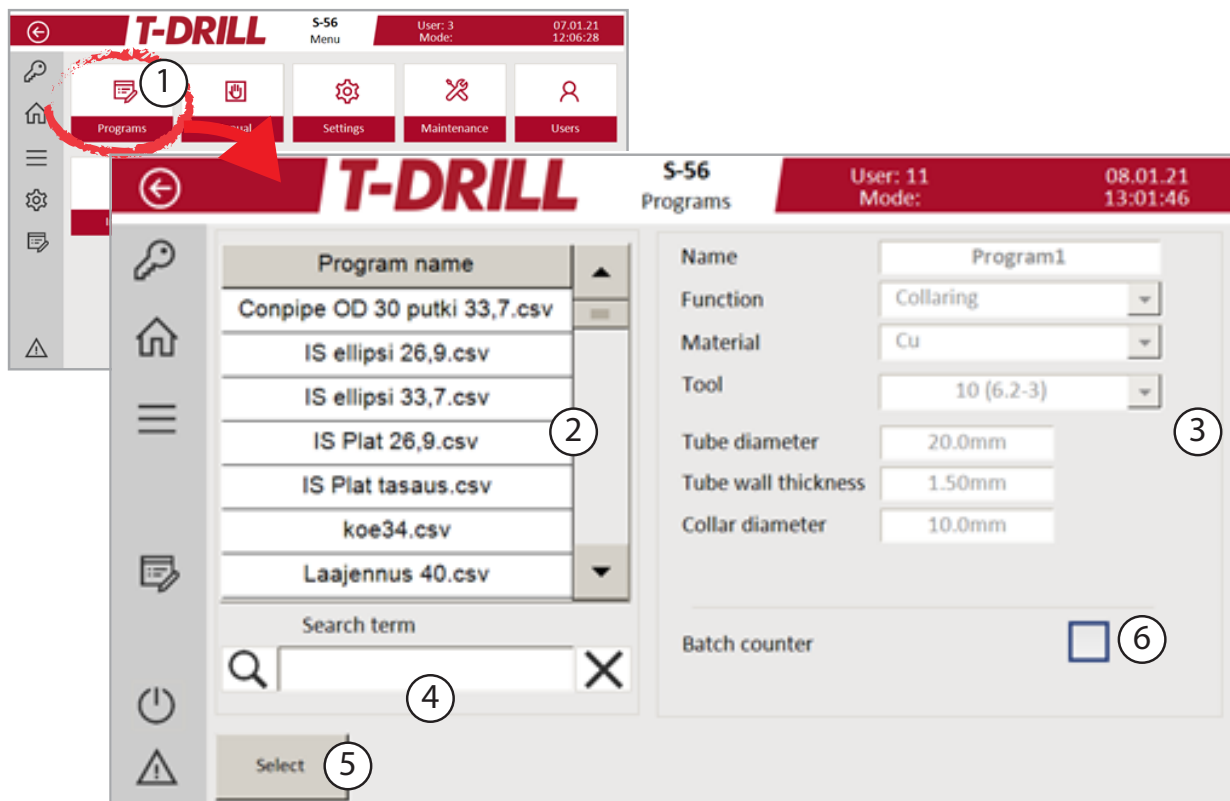 T-DRILL
S-56
Menu
User: 3
Mode:
07.01.21
12:06:28
1
Programs
Settings
Maintenance
Users
T-DRILL
S-56
Programs
User: 11
Mode:
08.01.21
13:01:46
Program name
Conpipe OD 30 putki 33,7.csv
IS ellipsi 26,9.csv
IS ellipsi 33,7.csv
IS Plat 26,9.csv
IS Plat tasaus.csv
koe34.csv
Laajennus 40.csv
2
Search term
4
Select
5
Name
Program1
Function
Collaring
Material
Cu
Tool
10 (6.2-3)
Tube diameter
20.0mm
Tube wall thickness
1.50mm
Collar diameter
10.0mm
3
Batch counter
6